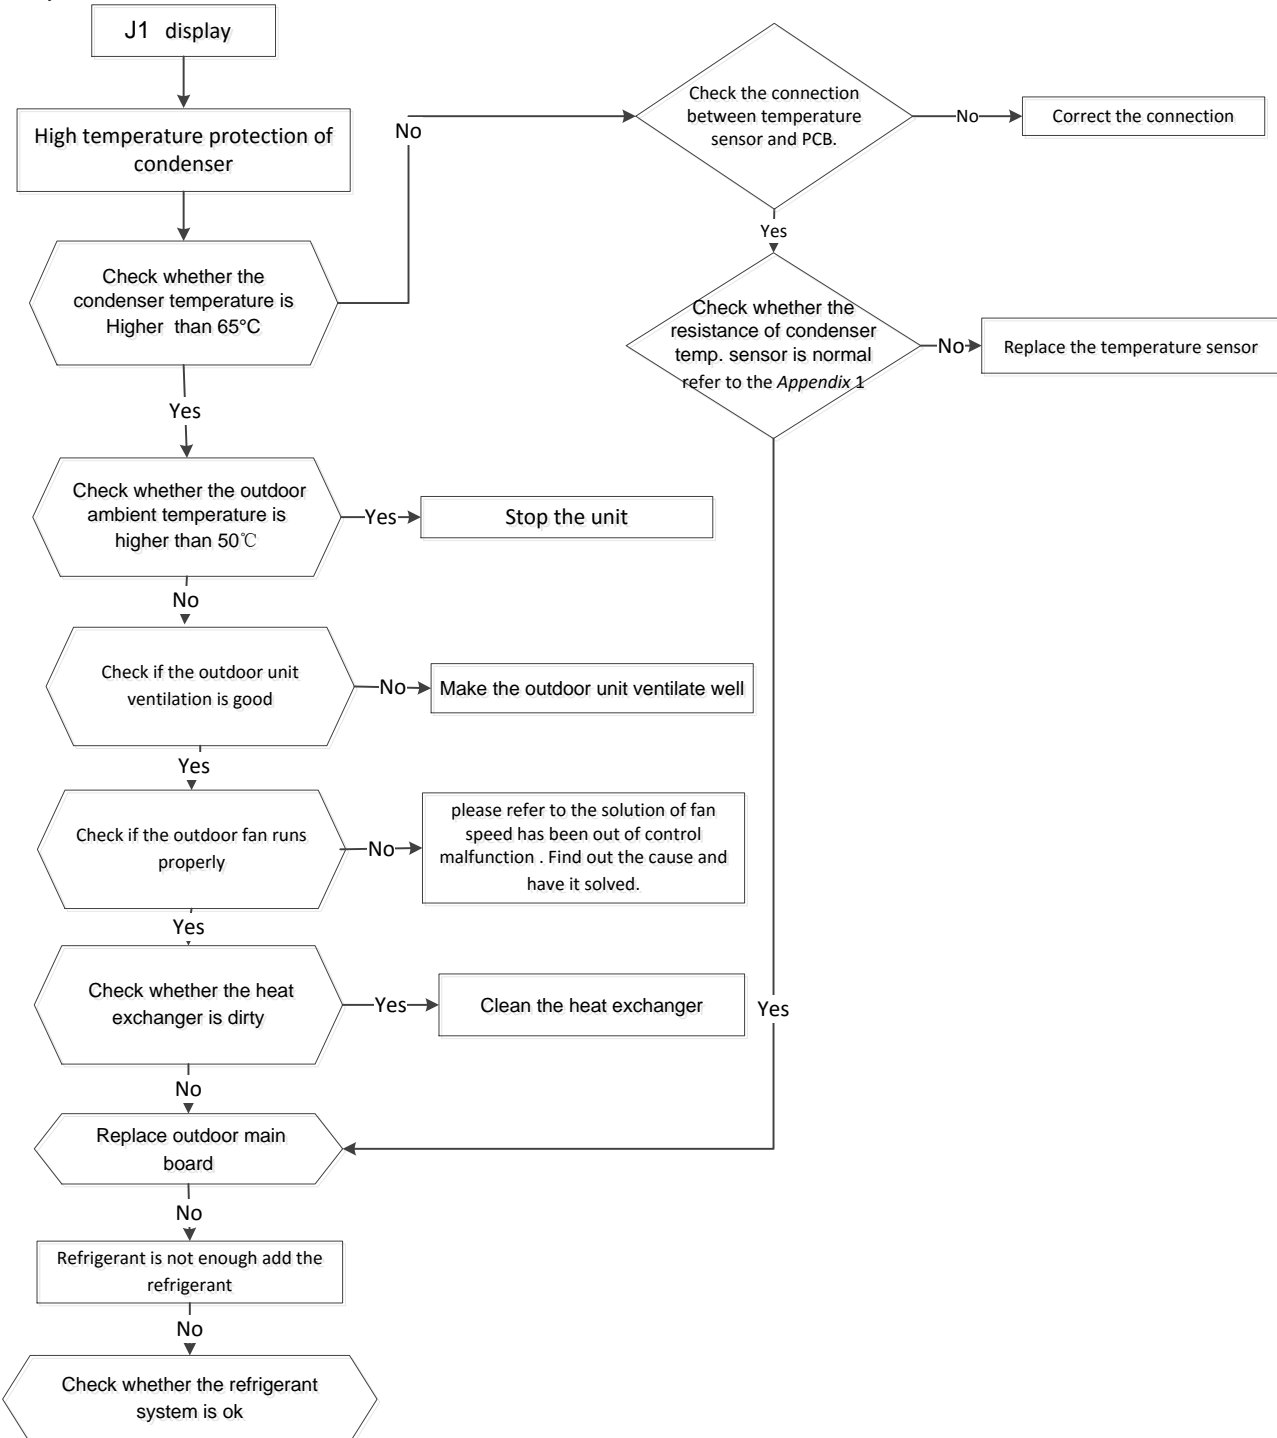 J1 display
High temperature protection of
condenser
No
Check the connection
between temperature
sensor and PCB.
No
Correct the connection
Yes
Check whether the
condenser temperature is
Higher than 65°C
Check whether the
resistance of condenser
temp. sensor is normal
refer to the Appendix 1
No
Replace the temperature sensor
Yes
Check whether the outdoor
ambient temperature is
higher than 50℃
Yes
Stop the unit
No
Check if the outdoor unit
ventilation is good
No
Make the outdoor unit ventilate well
Yes
Check if the outdoor fan runs
properly
No
please refer to the solution of fan
speed has been out of control
malfunction . Find out the cause and
have it solved.
Yes
Check whether the heat
exchanger is dirty
Yes
Clean the heat exchanger
Yes
No
Replace outdoor main
board
No
Refrigerant is not enough add the
refrigerant
No
Check whether the refrigerant
system is ok